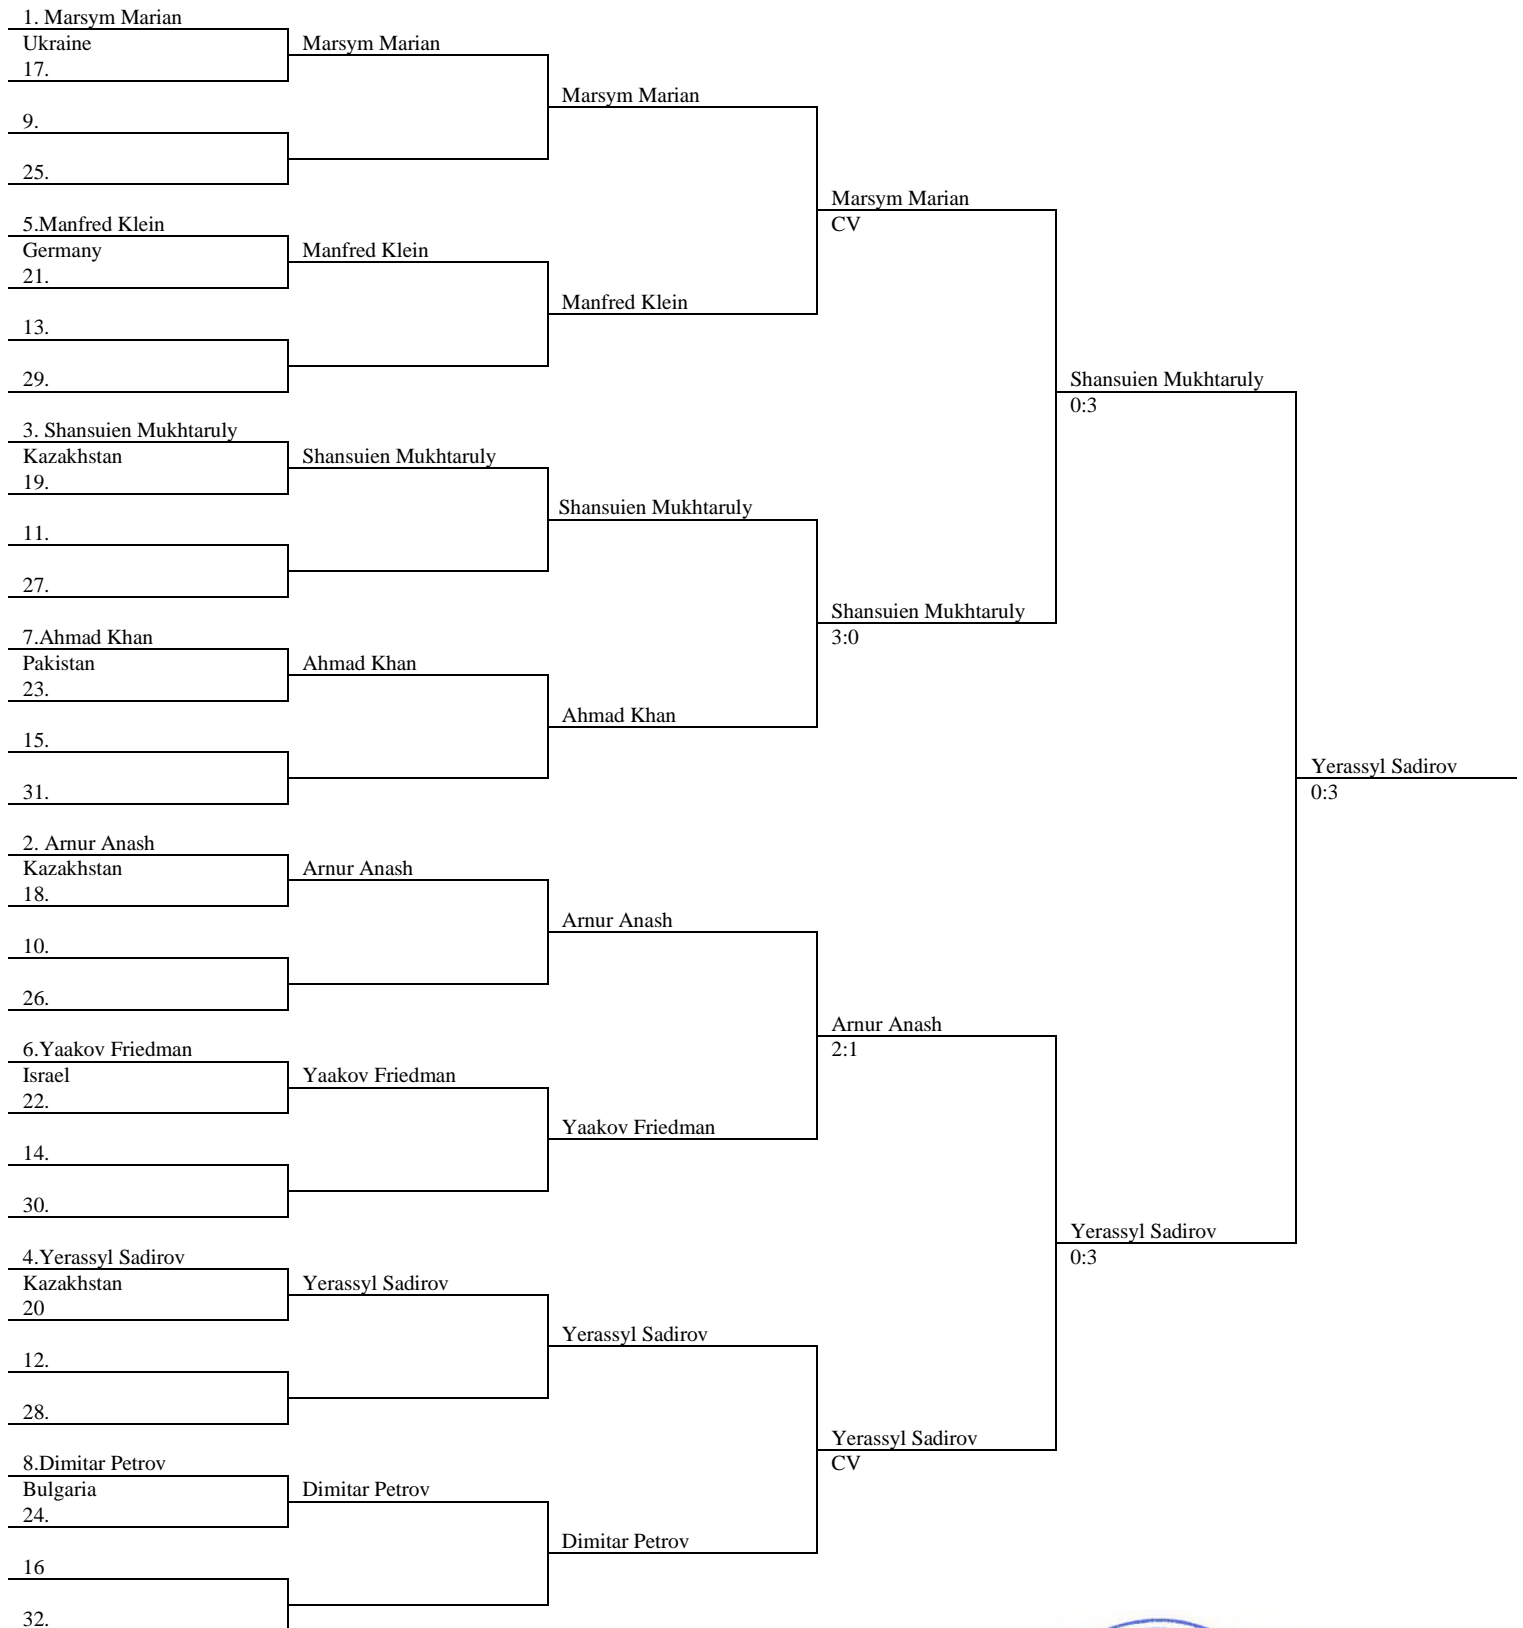 1. Marsym Marian
Ukraine
17.
9.
25.
5.Manfred Klein
Germany
21.
13.
29.
3. Shansuien Mukhtaruly
Kazakhstan
19.
11.
27.
7.Ahmad Khan
Pakistan
23.
15.
31.
2. Arnur Anash
Kazakhstan
18.
10.
26.
6.Yaakov Friedman
Israel
22.
14.
30.
4.Yerassyl Sadirov
Kazakhstan
20
12.
28.
8.Dimitar Petrov
Bulgaria
24.
16
32.
Marsym Marian
Manfred Klein
Shansuien Mukhtaruly
Ahmad Khan
Arnur Anash
Yaakov Friedman
Yerassyl Sadirov
Dimitar Petrov
Marsym Marian
Manfred Klein
Shansuien Mukhtaruly
Ahmad Khan
Arnur Anash
Yaakov Friedman
Yerassyl Sadirov
Dimitar Petrov
Marsym Marian
CV
Shansuien Mukhtaruly
3:0
Arnur Anash
2:1
Yerassyl Sadirov
CV
Shansuien Mukhtaruly
0:3
Yerassyl Sadirov
0:3
Yerassyl Sadirov
0:3